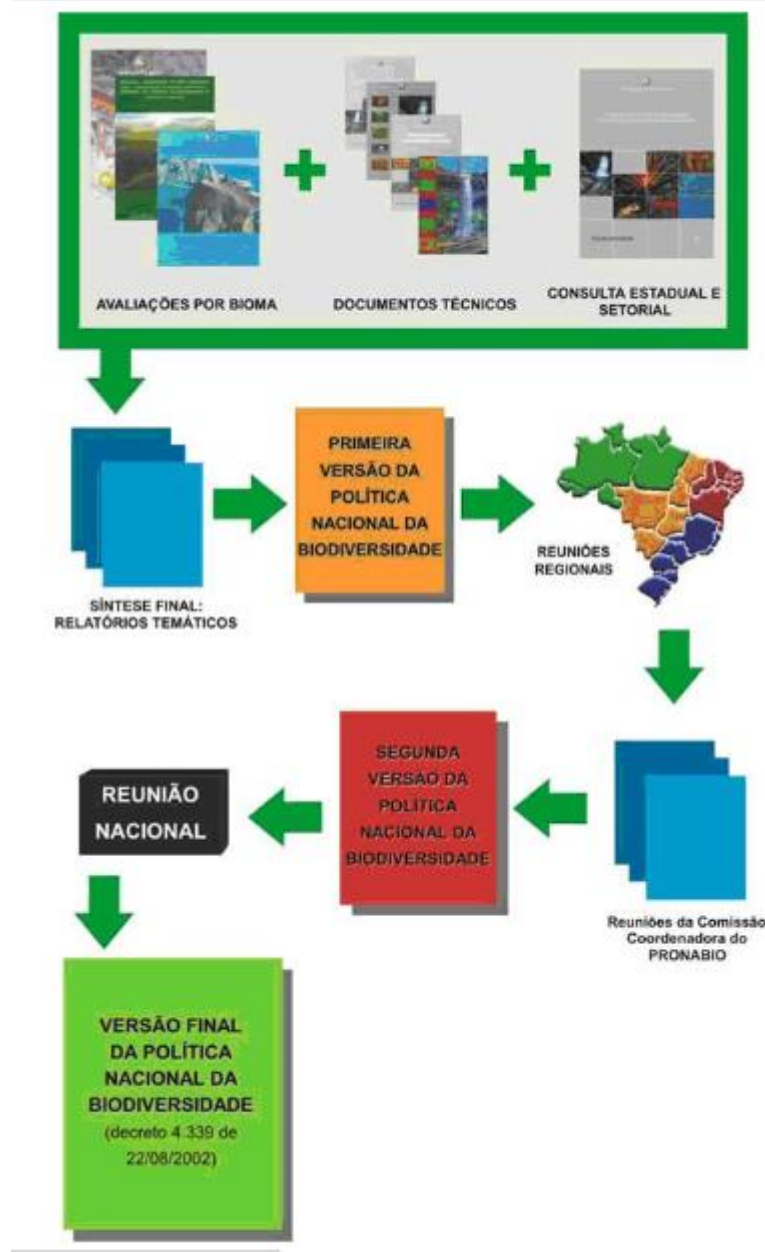 AVALIAÇÕES POR BIOMA
DOCUMENTOS TÉCNICOS
CONSULTA ESTADUAL E
SETORIAL
SÍNTESE FINAL:
RELATÓRIOS TEMÁTICOS
PRIMEIRA
VERSÃO DA
POLÍTICA
NACIONAL DA
BIODIVERSIDADE
REUNIÕES
REGIONAIS
Reuniões da Comissão
Coordenadora do
PRONABIO
SEGUNDA
VERSÃO DA
POLÍTICA
NACIONAL DA
BIODIVERSIDADE
REUNIÃO
NACIONAL
VERSÃO FINAL
DA POLÍTICA
NACIONAL DA
BIODIVERSIDADE
(decreto 4.339 de
22/08/2002)